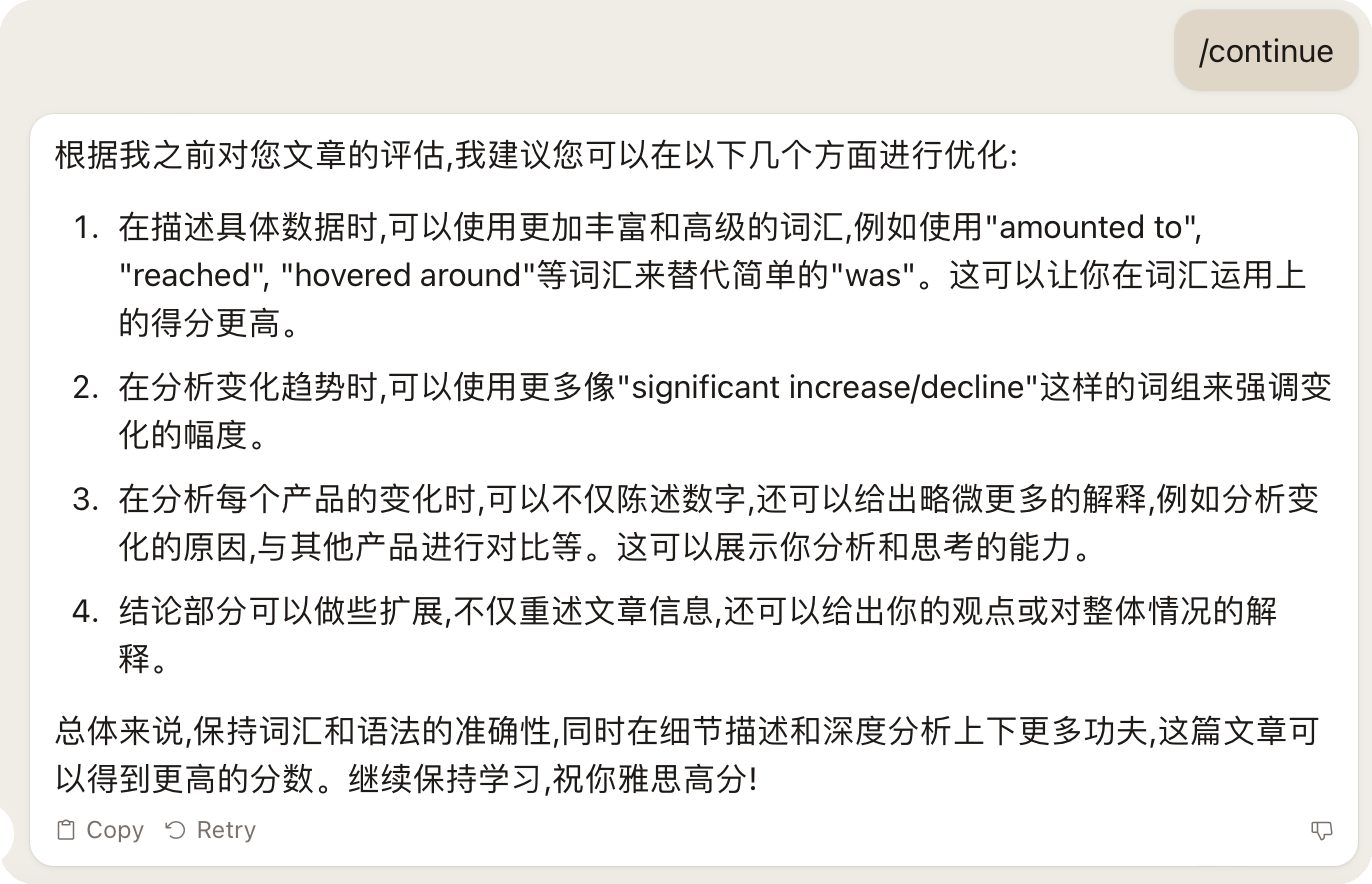 /continue
根据我之前对您文章的评估,我建议您可以在以下几个方面进行优化:
1. 在描述具体数据时,可以使用更加丰富和高级的词汇,例如使用"amounted to",
"reached", "hovered around"等词汇来替代简单的"was"。这可以让你在词汇运用上
的得分更高。
2. 在分析变化趋势时,可以使用更多像"significant increase/decline"这样的词组来强调变
化的幅度。
3. 在分析每个产品的变化时,可以不仅陈述数字,还可以给出略微更多的解释,例如分析变
化的原因,与其他产品进行对比等。这可以展示你分析和思考的能力。
4. 结论部分可以做些扩展,不仅重述文章信息,还可以给出你的观点或对整体情况的解
释。
总体来说,保持词汇和语法的准确性,同时在细节描述和深度分析上下更多功夫,这篇文章可
以得到更高的分数。继续保持学习,祝你雅思高分!
Copy Retry